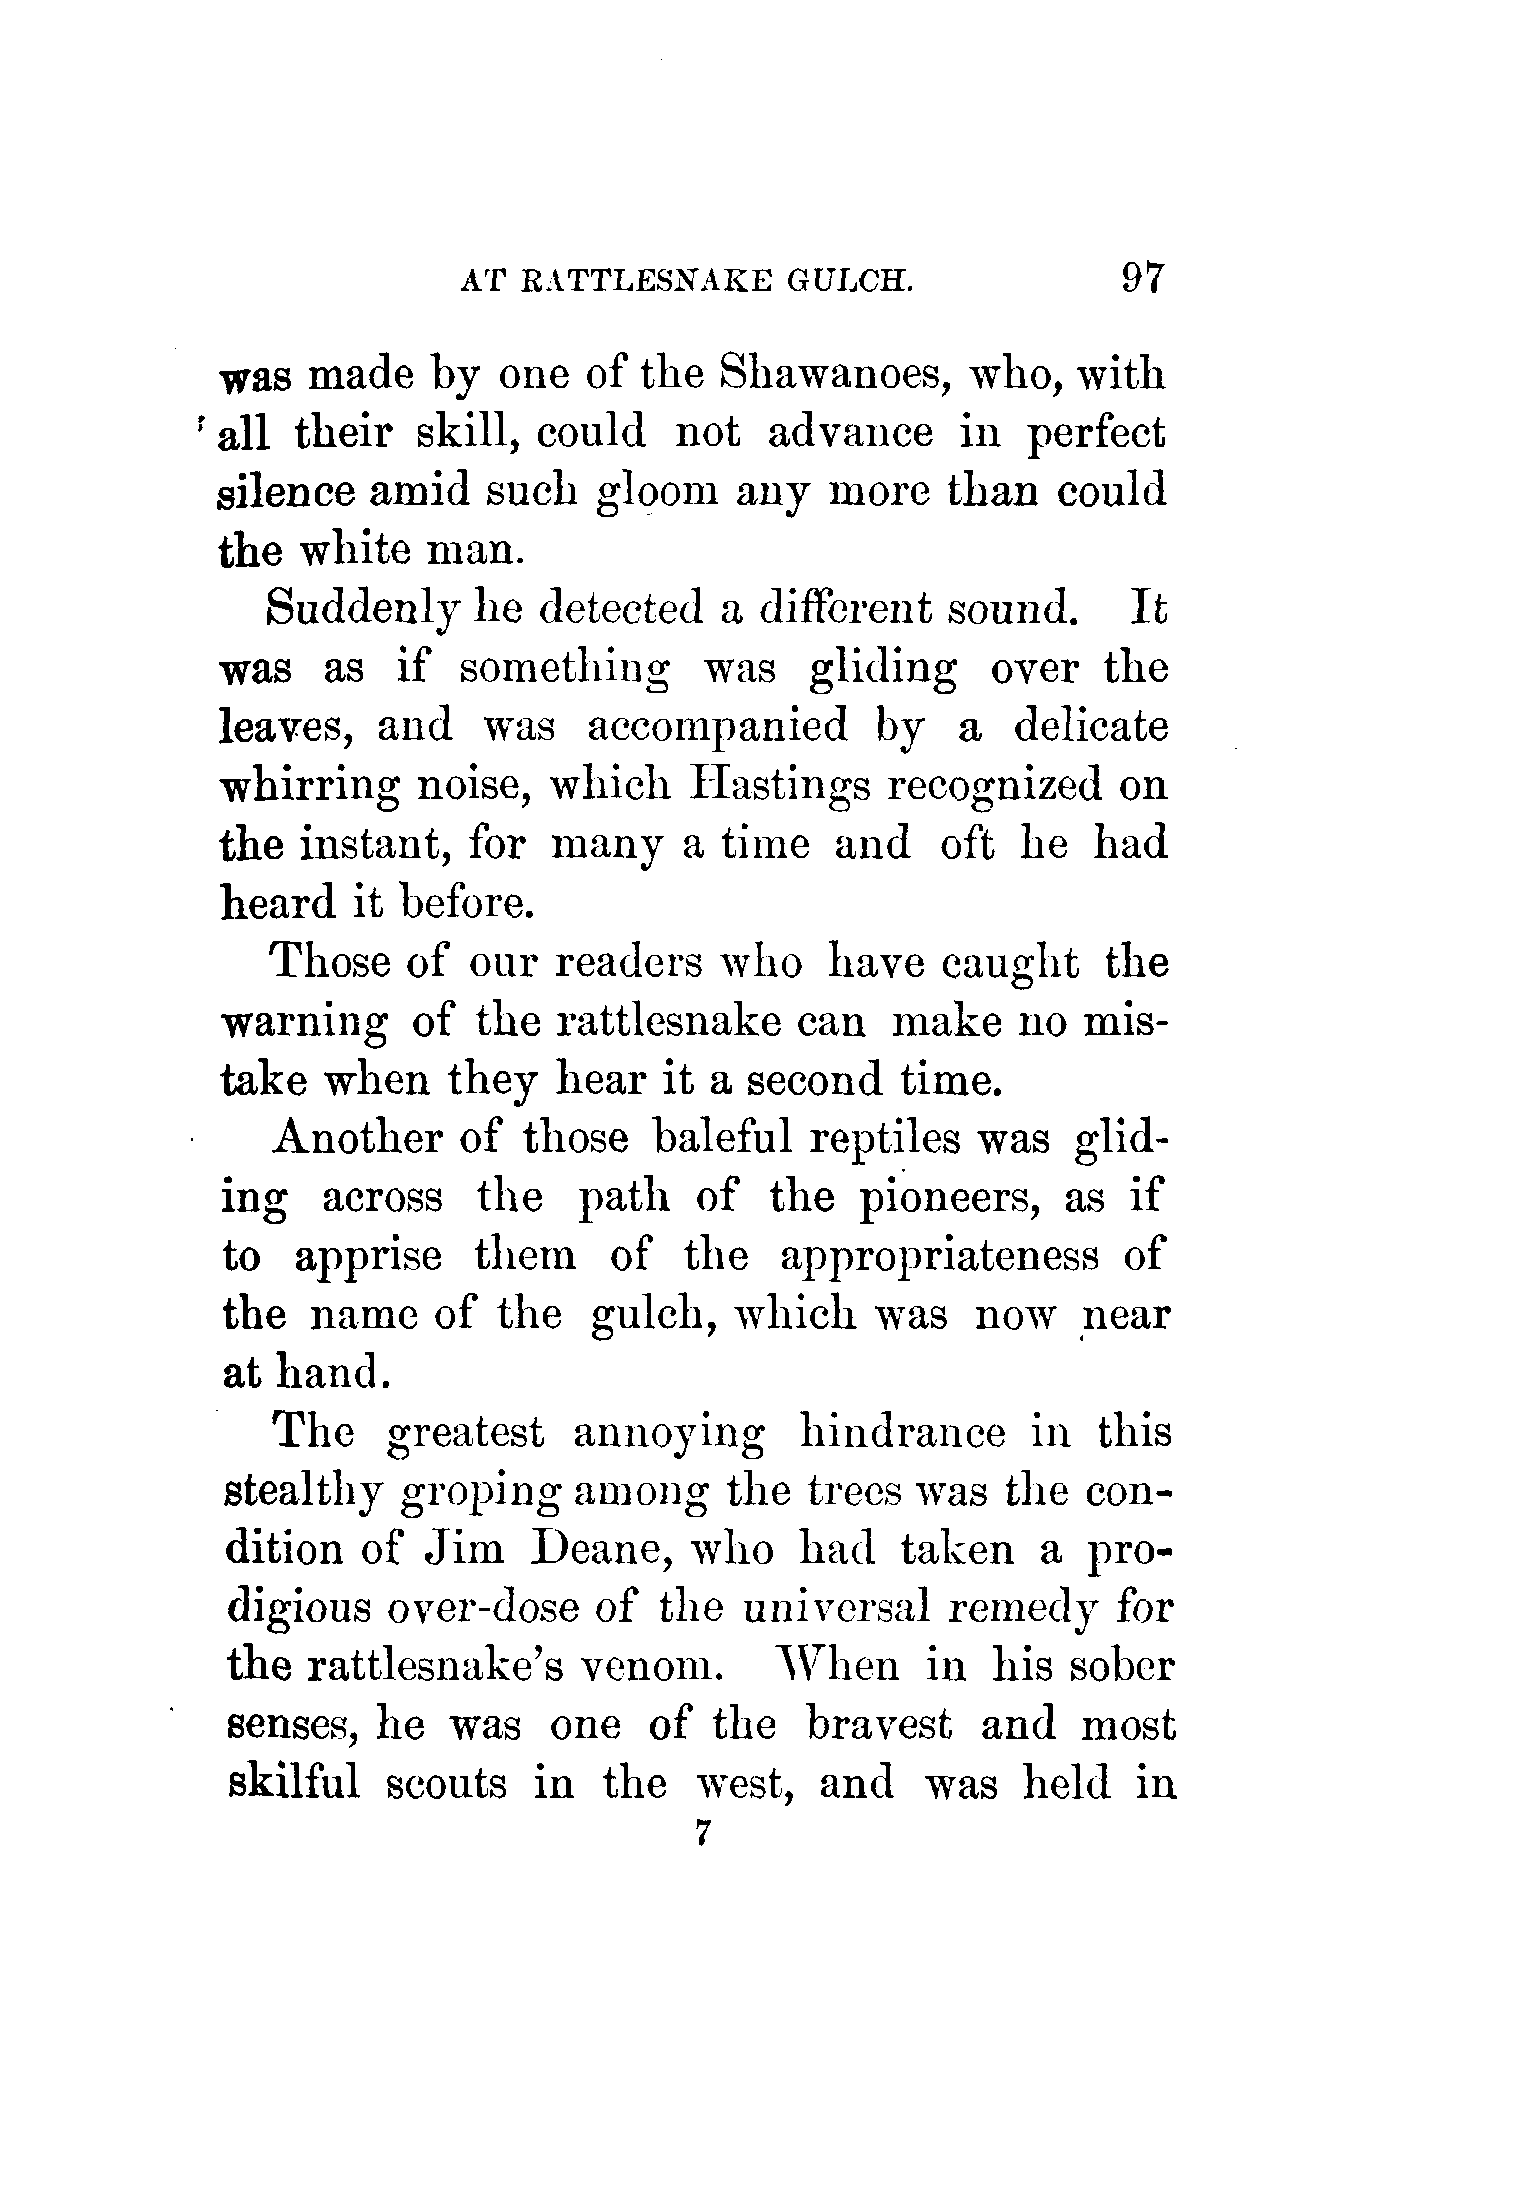 AT RATTLESNAKE GULCH. 97
was made by one of the Shawanoes, who, with
all their skill, could not advance in perfect
silence amid such gloom any more than could
the white man.
Suddenly he detected a different sound. It
was as if something was gliding over the
leaves, and was accompanied by a delicate
whirring noise, which Hastings recognized on
the instant, for many a time and oft he had
heard it before.
Those of our readers who have caught the
warning of the rattlesnake can make no mis-
take when they hear it a second time.
Another of those baleful reptiles was glid-
ing across the path of the pioneers, as if
to apprise them of the appropriateness of
the name of the gulch, which was now near
at hand.
The greatest annoying hindrance in this
stealthy groping among the trees was the con-
dition of Jim Deane, who had taken a pro-
digious over-dose of the universal remedy for
the rattlesnake's venom. When in his sober
senses, he was one of the bravest and most
skilful scouts in the west, and was held in
7